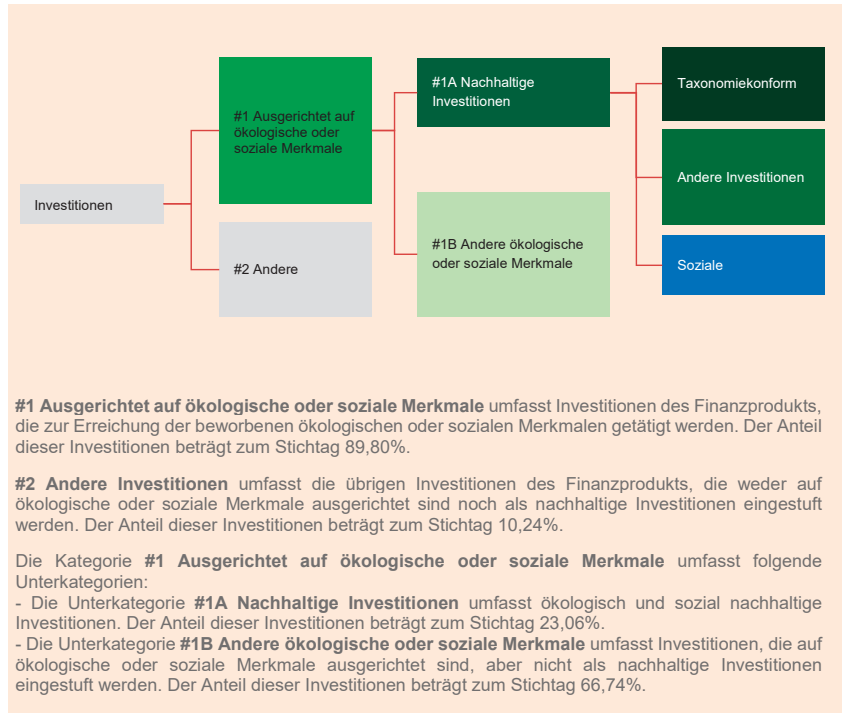 Investitionen
#1 Ausgerichtet auf
ökologische oder
soziale Merkmale
#2 Andere
#1A Nachhaltige
Investitionen
#1B Andere ökologische
oder soziale Merkmale
Taxonomiekonform
Andere Investitionen
Soziale
#1 Ausgerichtet auf ökologische oder soziale Merkmale umfasst Investitionen des Finanzprodukts,
die zur Erreichung der beworbenen ökologischen oder sozialen Merkmalen getätigt werden. Der Anteil
dieser Investitionen beträgt zum Stichtag 89,80%.
#2 Andere Investitionen umfasst die übrigen Investitionen des Finanzprodukts, die weder auf
ökologische oder soziale Merkmale ausgerichtet sind noch als nachhaltige Investitionen eingestuft
werden. Der Anteil dieser Investitionen beträgt zum Stichtag 10,24%.
Die Kategorie #1 Ausgerichtet auf ökologische oder soziale Merkmale umfasst folgende
Unterkategorien:
- Die Unterkategorie #1A Nachhaltige Investitionen umfasst ökologisch und sozial nachhaltige
Investitionen. Der Anteil dieser Investitionen beträgt zum Stichtag 23,06%.
- Die Unterkategorie #1B Andere ökologische oder soziale Merkmale umfasst Investitionen, die auf
ökologische oder soziale Merkmale ausgerichtet sind, aber nicht als nachhaltige Investitionen
eingestuft werden. Der Anteil dieser Investitionen beträgt zum Stichtag 66,74%.